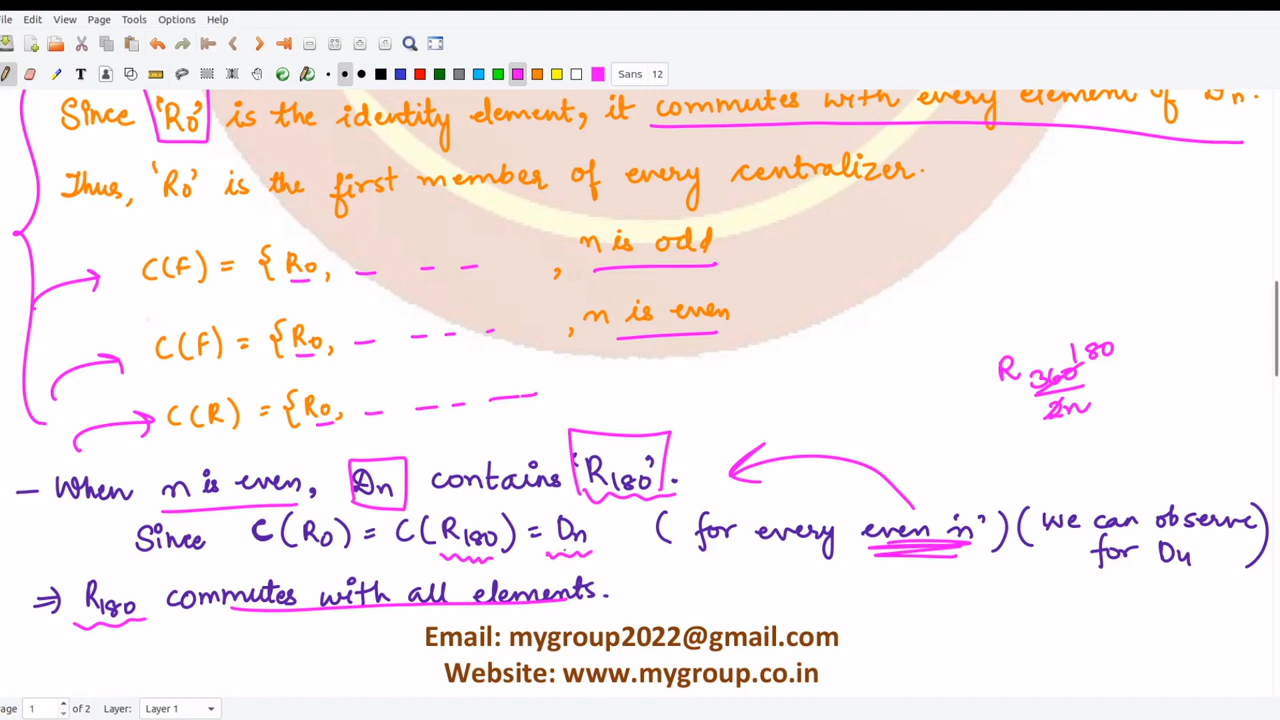 File Edit View Page Tools Options Help
Sans 12
Since 'R0' is the identity element, it commutes with every element of Dn.
Thus, 'R0' is the first member of every centralizer.
C(F) = {R0, _ _ _ , n is odd
C(F) = {R0, _ _ _ _ , n is even
R 360 180
2n
C(R) = {R0, _ _ _ _
– When n is even, Dn contains 'R180'.
Since C(R0) = C(R180) = Dn (for every even 'n') (we can observe for D4)
⇒ R180 commutes with all elements.
Email: mygroup2022@gmail.com
Website: www.mygroup.co.in
Page 1 of 2 Layer: Layer 1